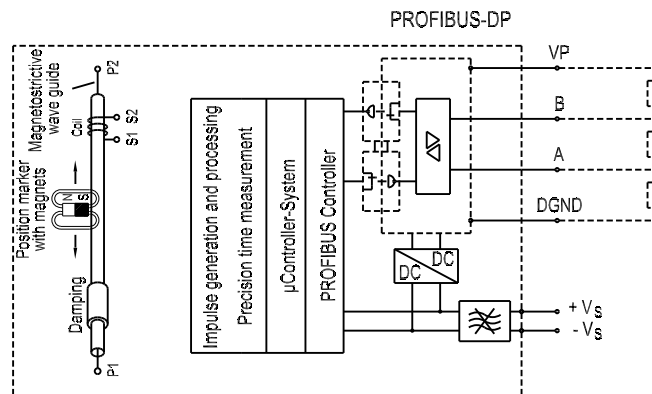 PROFIBUS-DP
P2
Magnetostrictive
wave guide
Coil
S2
S1
Position marker
with magnets
N
S
Damping
P1
Impulse generation and processing
Precision time measurement
µController-System
PROFIBUS Controller
DC
DC
VP
B
A
DGND
+ VS
- VS